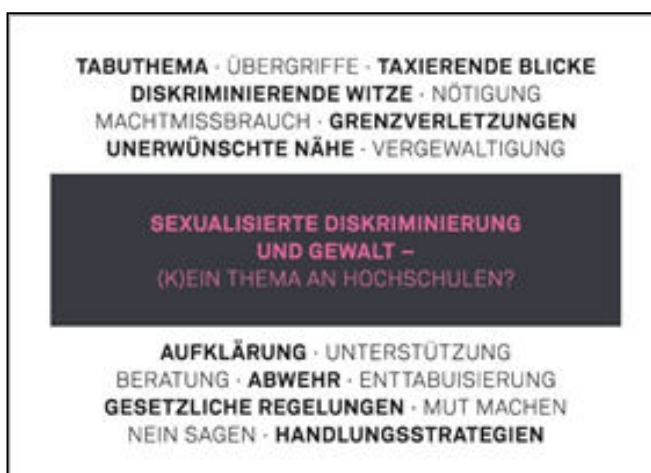 TABUTHEMA · ÜBERGRIFFE · TAXIERENDE BLICKE
DISKRIMINIERENDE WITZE · NÖTIGUNG
MACHTMISSBRAUCH · GRENZVERLETZUNGEN
UNERWÜNSCHTE NÄHE · VERGEWALTIGUNG
SEXUALISIERTE DISKRIMINIERUNG
UND GEWALT –
(K)EIN THEMA AN HOCHSCHULEN?
AUFKLÄRUNG · UNTERSTÜTZUNG
BERATUNG · ABWEHR · ENTTABUISIERUNG
GESETZLICHE REGELUNGEN · MUT MACHEN
NEIN SAGEN · HANDLUNGSSTRATEGIEN